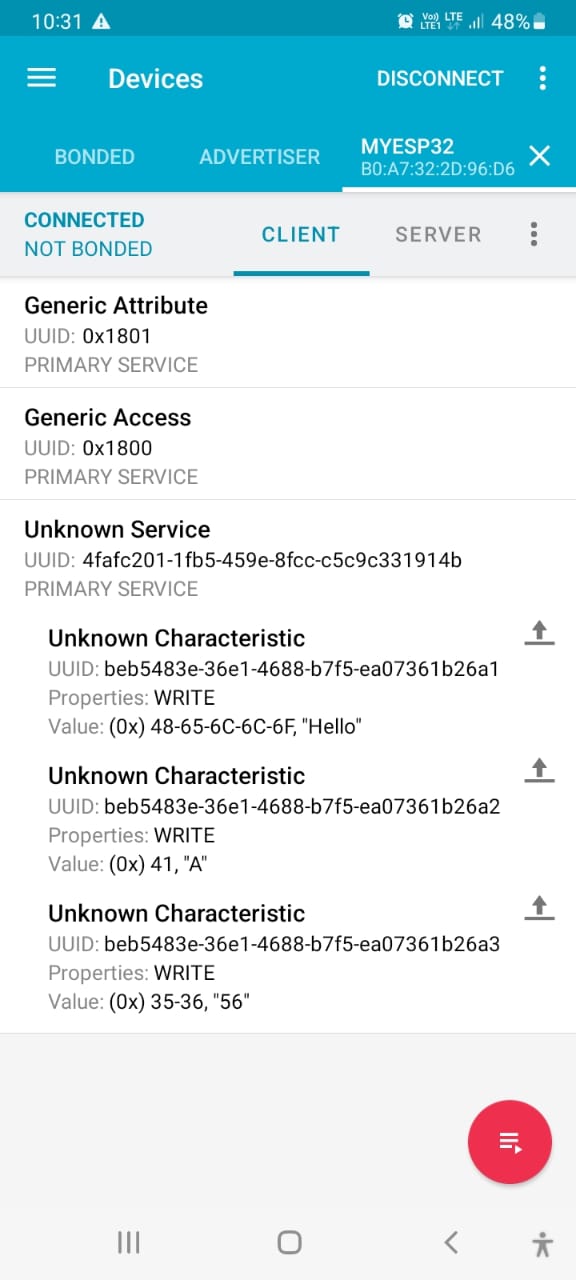 10:31
Vo)) LTE
LTE1
48%
Devices
DISCONNECT
BONDED
ADVERTISER
MYESP32
B0:A7:32:2D:96:D6
CONNECTED
NOT BONDED
CLIENT
SERVER
Generic Attribute
UUID: 0x1801
PRIMARY SERVICE
Generic Access
UUID: 0x1800
PRIMARY SERVICE
Unknown Service
UUID: 4fafc201-1fb5-459e-8fcc-c5c9c331914b
PRIMARY SERVICE
Unknown Characteristic
UUID: beb5483e-36e1-4688-b7f5-ea07361b26a1
Properties: WRITE
Value: (0x) 48-65-6C-6C-6F, "Hello"
Unknown Characteristic
UUID: beb5483e-36e1-4688-b7f5-ea07361b26a2
Properties: WRITE
Value: (0x) 41, "A"
Unknown Characteristic
UUID: beb5483e-36e1-4688-b7f5-ea07361b26a3
Properties: WRITE
Value: (0x) 35-36, "56"